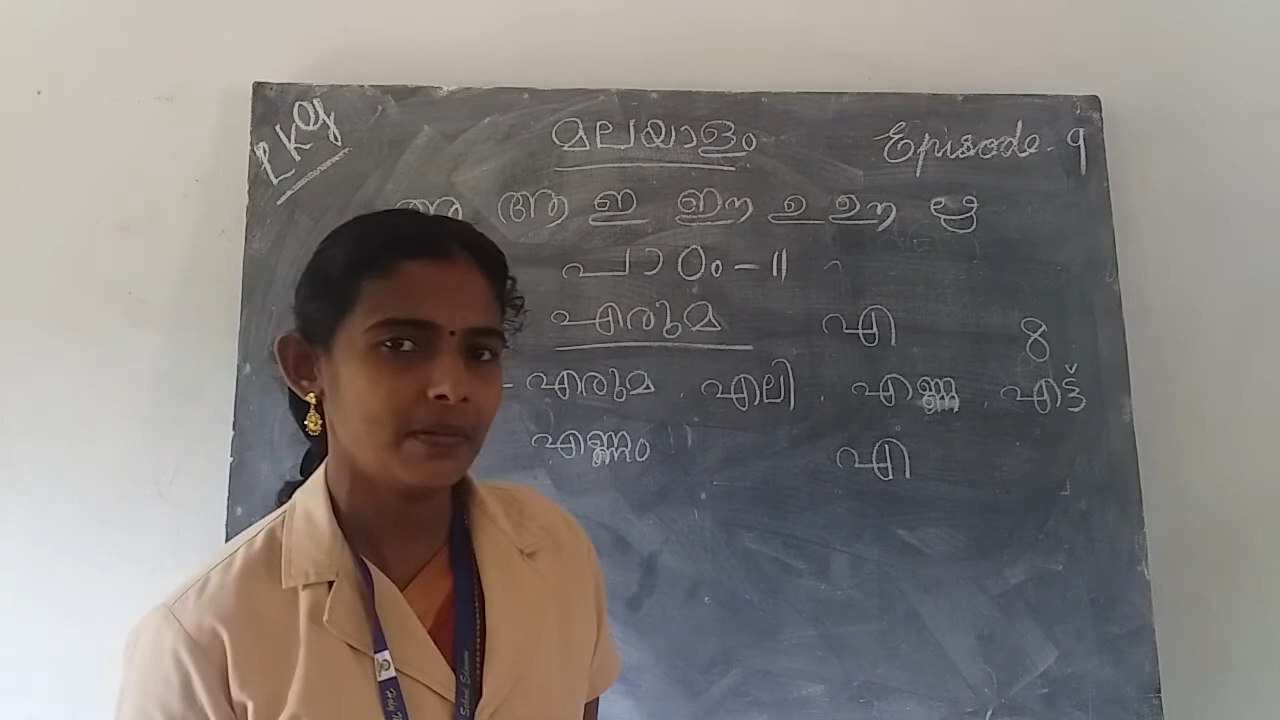 LKG
മലയാളം
Episode - 9
അ ആ ഇ ഈ ഉ ഊ ഋ
പാഠം - 11
എരുമ എ 8
- എരുമ , എലി , എണ്ണ , എട്ട്
എണ്ണം എ